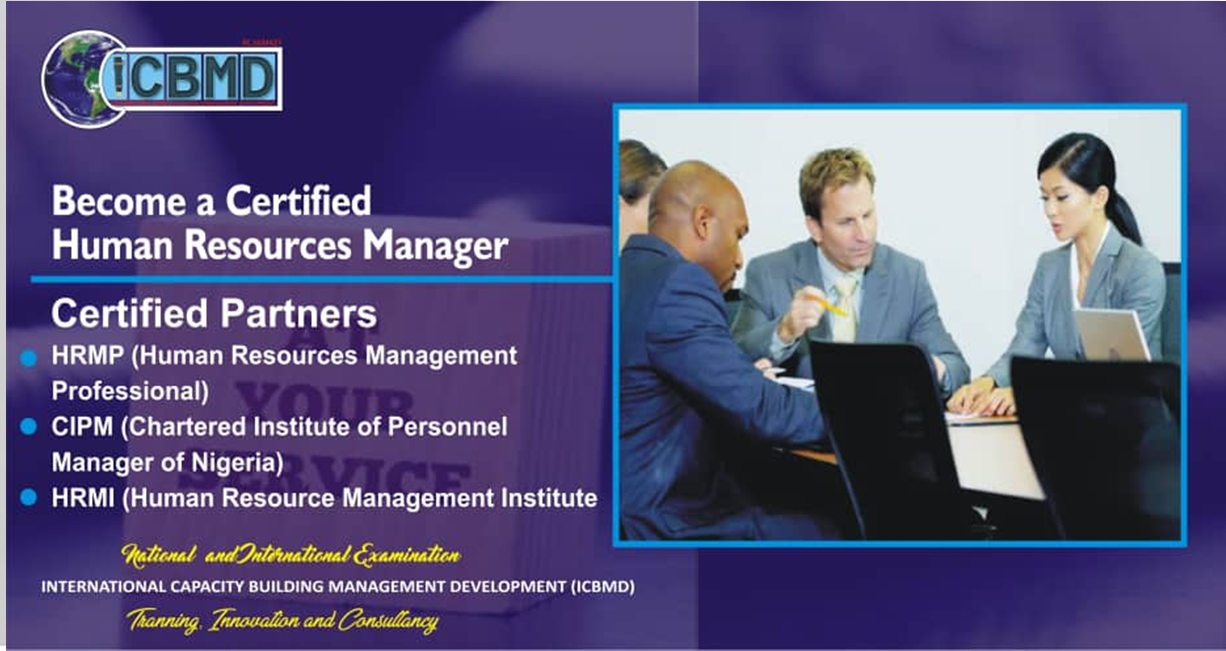 iCBMD
Become a Certified
Human Resources Manager
Certified Partners
HRMP (Human Resources Management
Professional)
CIPM (Chartered Institute of Personnel
Manager of Nigeria)
HRMI (Human Resource Management Institute
AT
YOUR
SERVICE
National and International Examination
INTERNATIONAL CAPACITY BUILDING MANAGEMENT DEVELOPMENT (ICBMD)
Tranning, Innovation and Consultancy